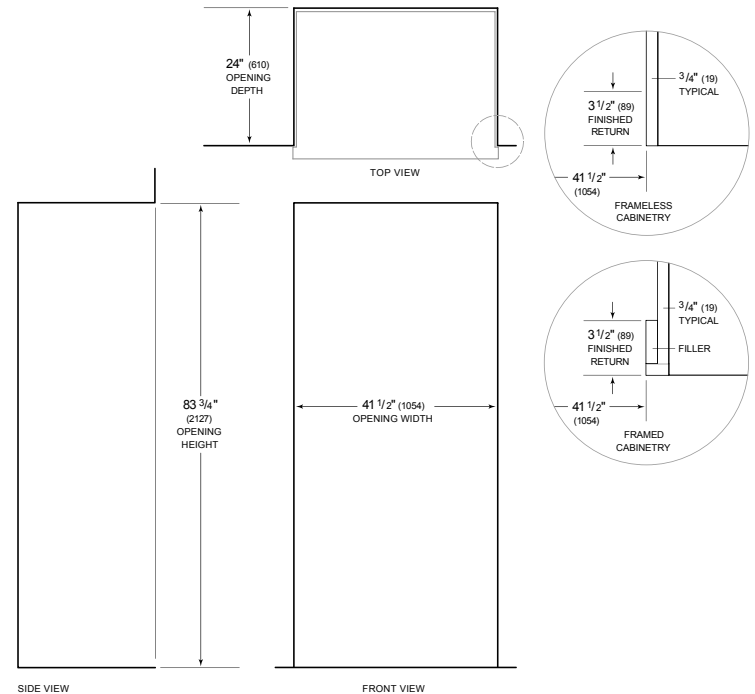 24" (610)
OPENING
DEPTH
TOP VIEW
3/4" (19)
TYPICAL
3 1/2" (89)
FINISHED
RETURN
41 1/2"
(1054)
FRAMELESS
CABINETRY
3/4" (19)
TYPICAL
3 1/2" (89)
FINISHED
RETURN
FILLER
41 1/2"
(1054)
FRAMED
CABINETRY
83 3/4"
(2127)
OPENING
HEIGHT
41 1/2" (1054)
OPENING WIDTH
SIDE VIEW
FRONT VIEW